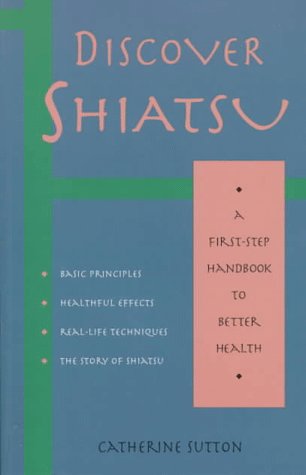 DISCOVER
SHIATSU
A
FIRST-STEP
HANDBOOK
TO
BETTER
HEALTH
BASIC PRINCIPLES
HEALTHFUL EFFECTS
REAL-LIFE TECHNIQUES
THE STORY OF SHIATSU
CATHERINE SUTTON